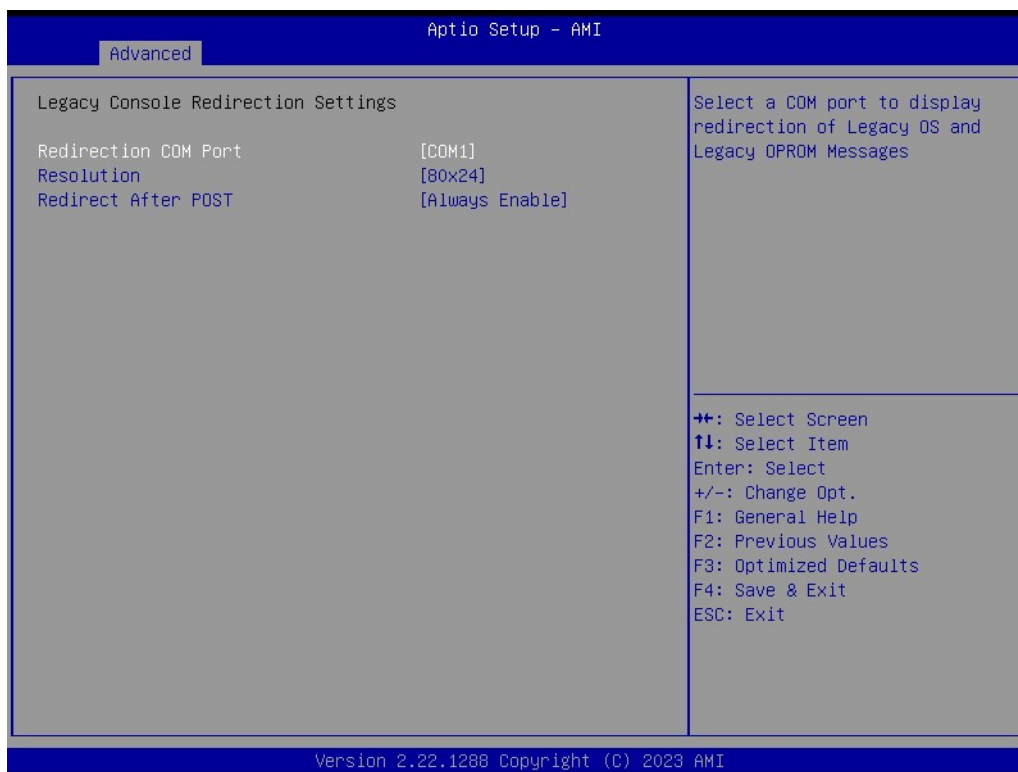 Aptio Setup – AMI
Advanced
Legacy Console Redirection Settings
Redirection COM Port [COM1]
Resolution [80x24]
Redirect After POST [Always Enable]
Select a COM port to display
redirection of Legacy OS and
Legacy OPROM Messages
→←: Select Screen
↑↓: Select Item
Enter: Select
+/-: Change Opt.
F1: General Help
F2: Previous Values
F3: Optimized Defaults
F4: Save & Exit
ESC: Exit
Version 2.22.1288 Copyright (C) 2023 AMI